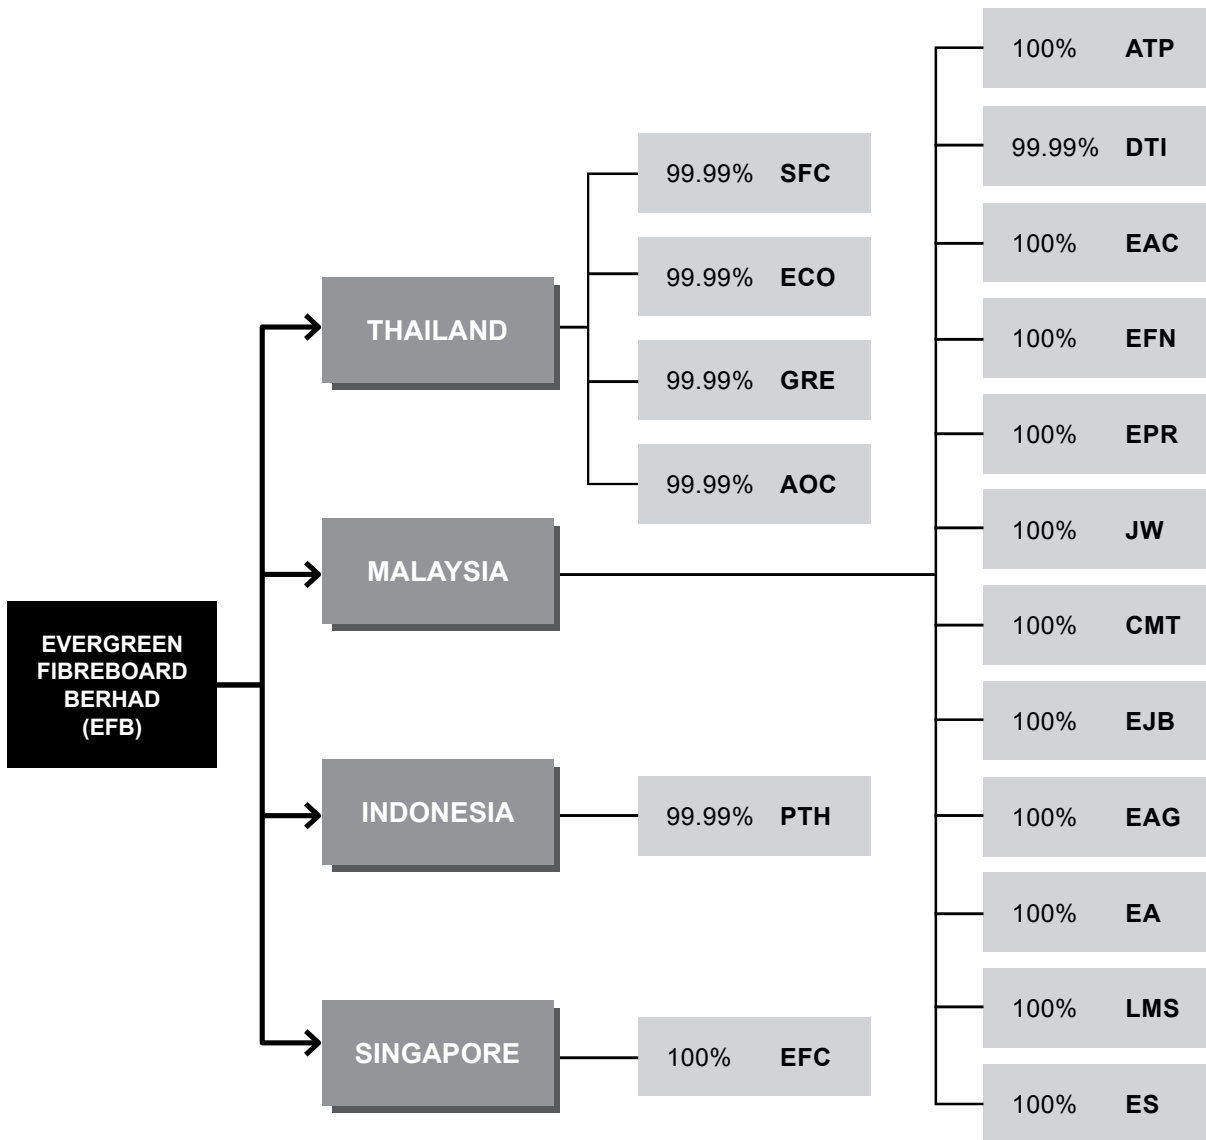 EVERGREEN
FIBREBOARD
BERHAD
(EFB)
THAILAND
99.99% SFC
99.99% ECO
99.99% GRE
99.99% AOC
MALAYSIA
100% ATP
99.99% DTI
100% EAC
100% EFN
100% EPR
100% JW
100% CMT
100% EJB
100% EAG
100% EA
100% LMS
100% ES
INDONESIA
99.99% PTH
SINGAPORE
100% EFC